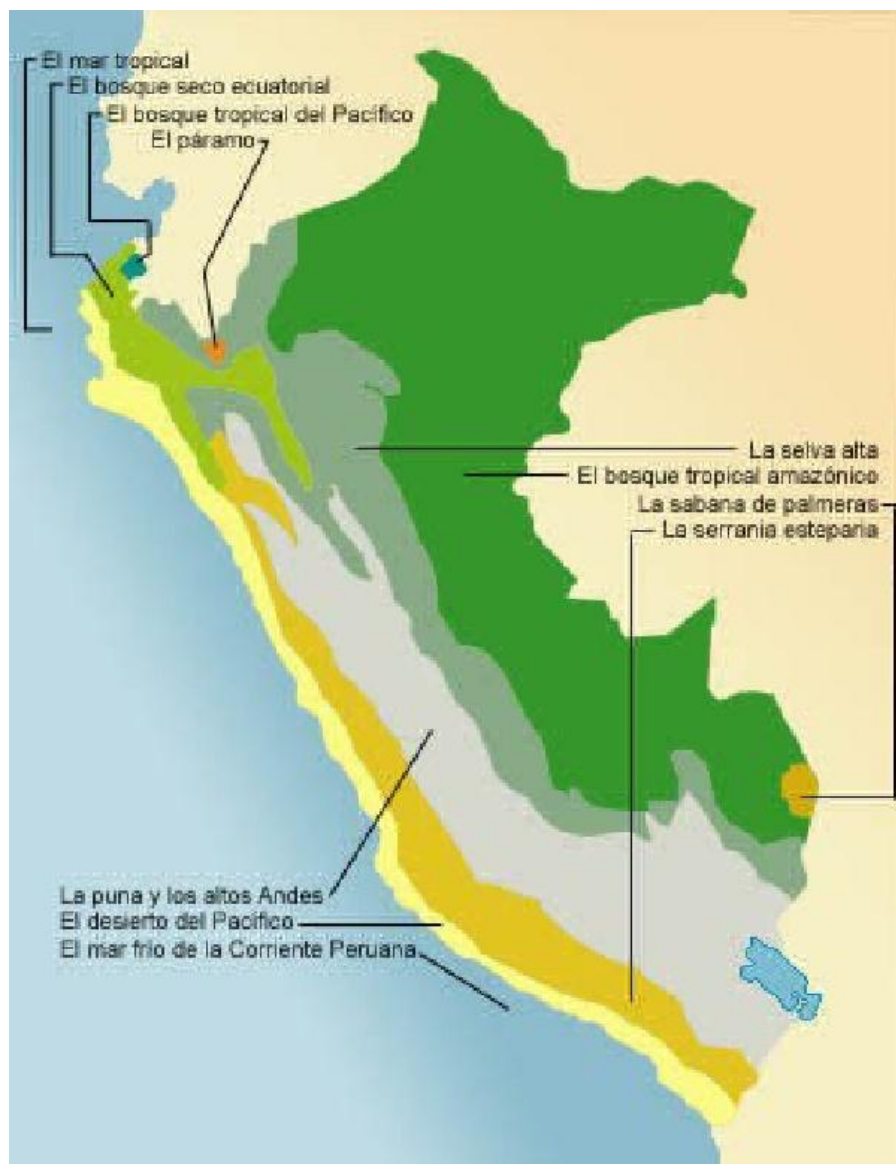 El mar tropical
El bosque seco ecuatorial
El bosque tropical del Pacífico
El páramo
La selva alta
El bosque tropical amazónico
La sabana de palmeras
La serrania esteparia
La puna y los altos Andes
El desierto del Pacífico
El mar frio de la Corriente Peruana